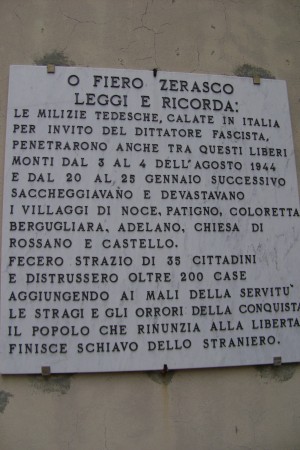 O FIERO ZERASCO
LEGGI E RICORDA:
LE MILIZIE TEDESCHE, CALATE IN ITALIA
PER INVITO DEL DITTATORE FASCISTA,
PENETRARONO ANCHE TRA QUESTI LIBERI
MONTI DAL 3 AL 4 DELL'AGOSTO 1944
E DAL 20 AL 25 GENNAIO SUCCESSIVO
SACCHEGGIAVANO E DEVASTAVANO
I VILLAGGI DI NOCE, PATIGNO, COLORETTA
BERGUGLIARA, ADELANO, CHIESA DI
ROSSANO E CASTELLO.
FECERO STRAZIO DI 35 CITTADINI
E DISTRUSSERO OLTRE 200 CASE
AGGIUNGENDO AI MALI DELLA SERVITU'
LE STRAGI E GLI ORRORI DELLA CONQUISTA
IL POPOLO CHE RINUNZIA ALLA LIBERTA
FINISCE SCHIAVO DELLO STRANIERO.